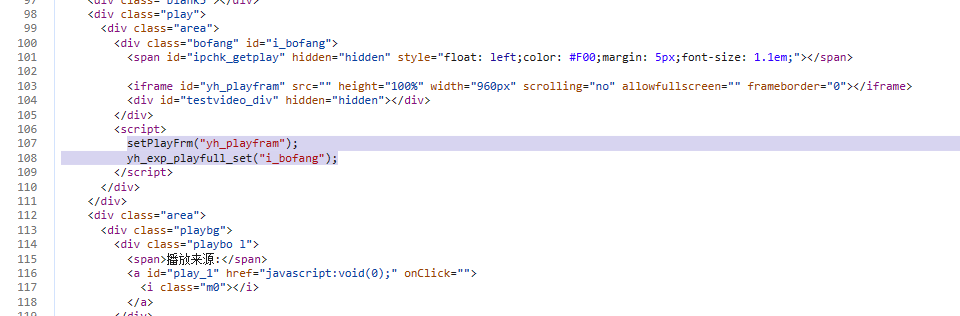 97 <div class="blank5"></div>
98 <div class="play">
99 <div class="area">
100 <div class="bofang" id="i_bofang">
101 <span id="ipchk_getplay" hidden="hidden" style="float: left;color: #F00;margin: 5px;font-size: 1.1em;"></span>
102
103 <iframe id="yh_playfram" src="" height="100%" width="960px" scrolling="no" allowfullscreen="" frameborder="0"></iframe>
104 <div id="testvideo_div" hidden="hidden"></div>
105 </div>
106 <script>
107 setPlayFrm("yh_playfram");
108 yh_exp_playfull_set("i_bofang");
109 </script>
110 </div>
111 </div>
112 <div class="area">
113 <div class="playbg">
114 <div class="playbo l">
115 <span>播放来源:</span>
116 <a id="play_1" href="javascript:void(0);" onClick="">
117 <i class="m0"></i>
118 </a>
119 </div>